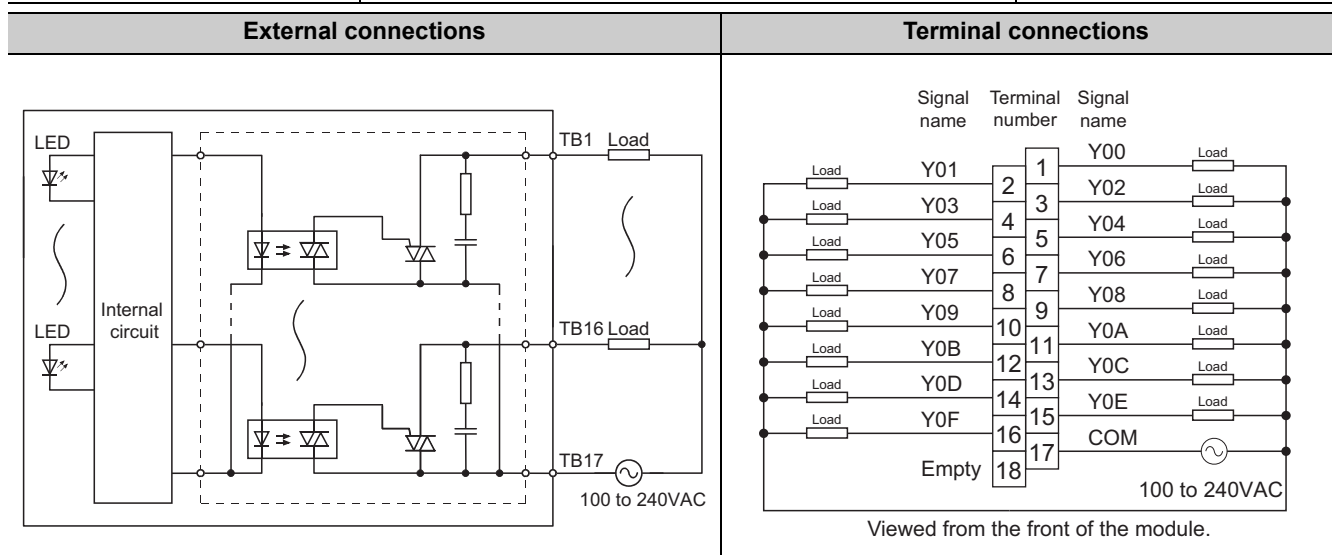 External connections
Terminal connections
LED
Internal
circuit
LED
TB1 Load
TB16 Load
TB17
100 to 240VAC
Signal Terminal Signal
name number name
1 Y00 Load
Load Y01 2
Y02 Load
3
Load Y03 4
Y04 Load
5
Load Y05 6
Y06 Load
7
Load Y07 8
Y08 Load
9
Load Y09 10
Y0A Load
11
Load Y0B 12
Y0C Load
13
Load Y0D 14
Y0E Load
15
Load Y0F 16
COM
17
Empty 18
100 to 240VAC
Viewed from the front of the module.